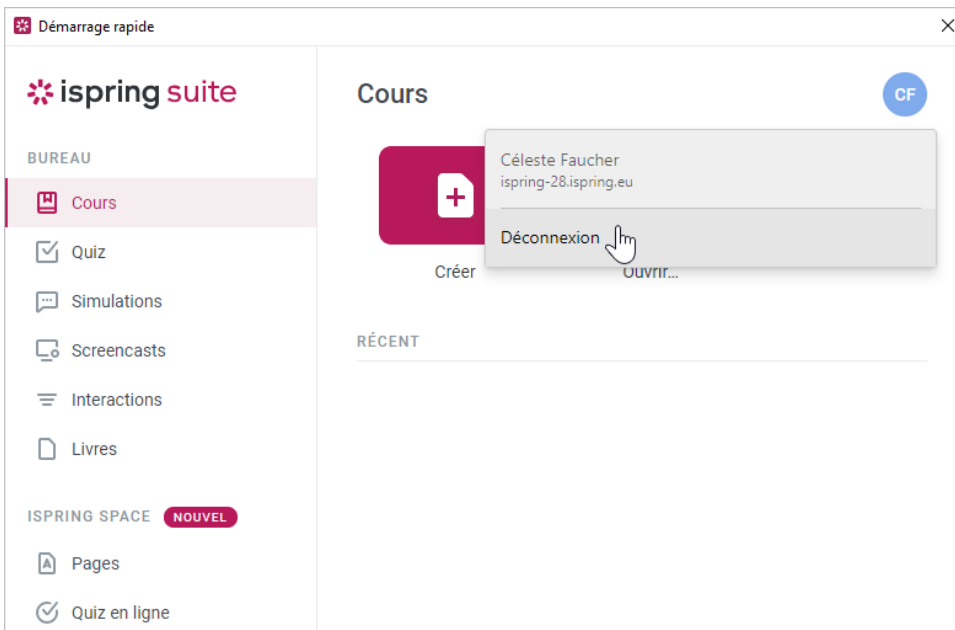 Démarrage rapide
ispring suite
BUREAU
Cours
Quiz
Simulations
Screencasts
Interactions
Livres
ISPRING SPACE NOUVEL
Pages
Quiz en ligne
Cours
CF
Céleste Faucher
ispring-28.ispring.eu
Déconnexion
Créer
Ouvrir...
RÉCENT